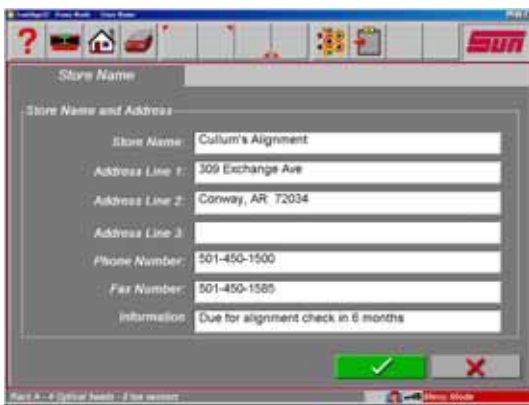 Sun
Store Name
Store Name and Address
Store Name: Cullum's Alignment
Address Line 1: 309 Exchange Ave
Address Line 2: Conway, AR 72034
Address Line 3:
Phone Number: 501-450-1500
Fax Number: 501-450-1585
Information Due for alignment check in 6 months
Menu Mode